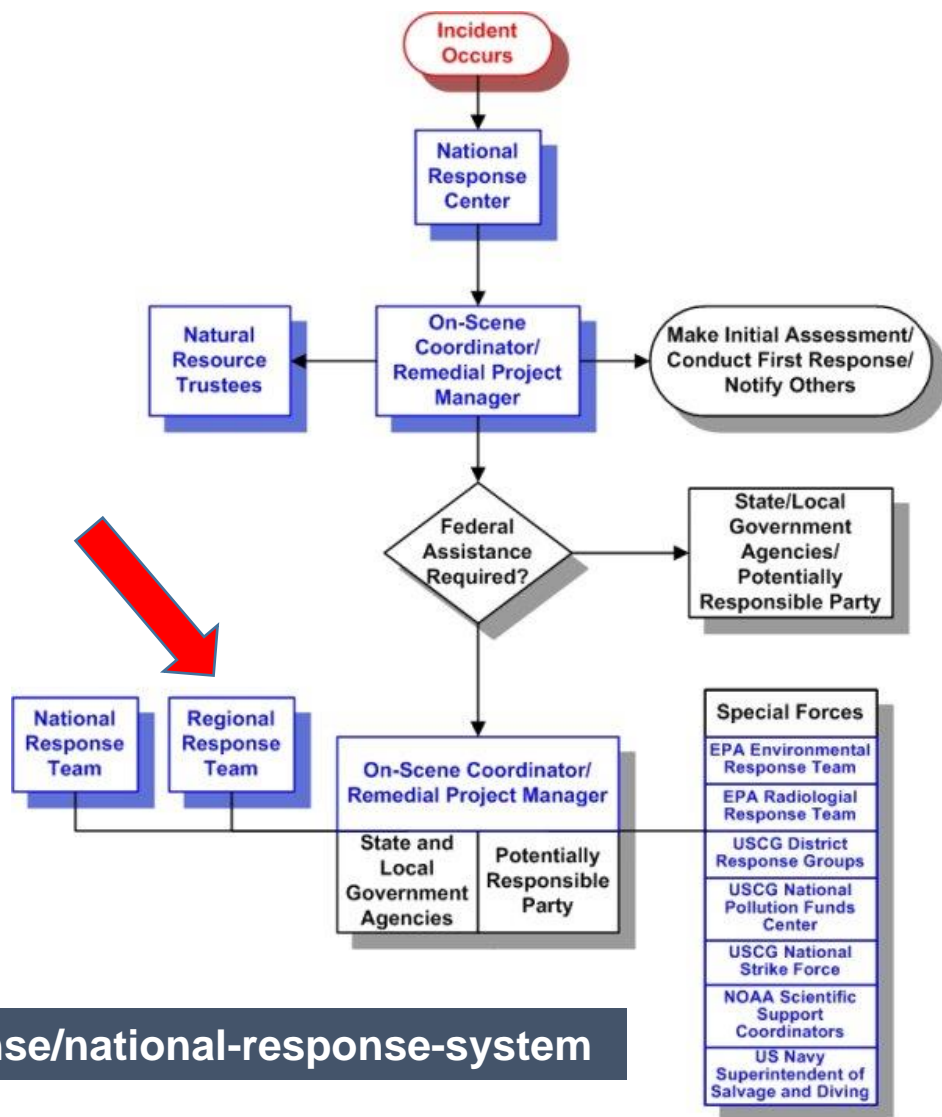 Incident
Occurs
National
Response
Center
Natural
Resource
Trustees
On-Scene
Coordinator/
Remedial Project
Manager
Make Initial Assessment/
Conduct First Response/
Notify Others
Federal
Assistance
Required?
State/Local
Government
Agencies/
Potentially
Responsible Party
National
Response
Team
Regional
Response
Team
On-Scene Coordinator/
Remedial Project Manager
State and
Local
Government
Agencies
Potentially
Responsible
Party
Special Forces
EPA Environmental
Response Team
EPA Radiologial
Response Team
USCG District
Response Groups
USCG National
Pollution Funds
Center
USCG National
Strike Force
NOAA Scientific
Support
Coordinators
US Navy
Superintendent of
Salvage and Diving
nse/national-response-system